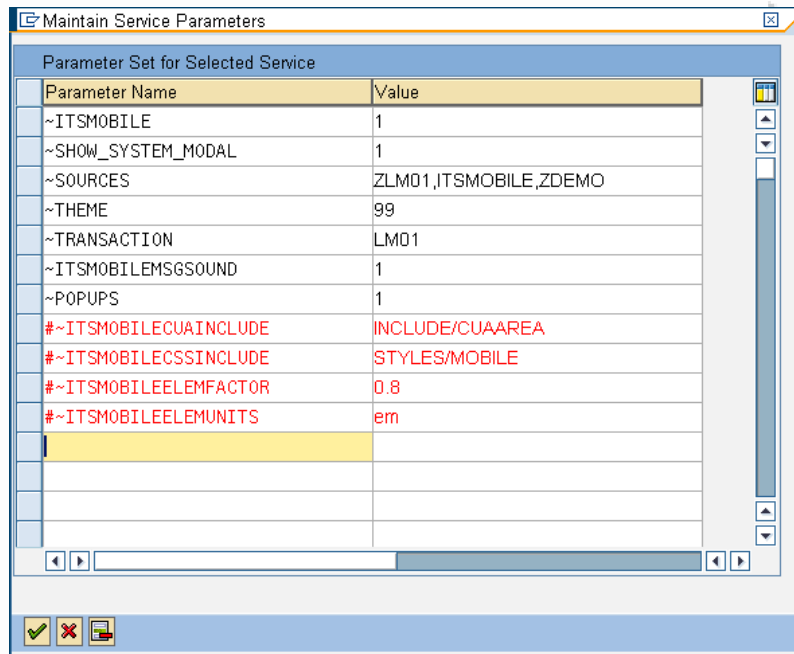 Maintain Service Parameters
Parameter Set for Selected Service
Parameter Name Value
~ITSMOBILE 1
~SHOW_SYSTEM_MODAL 1
~SOURCES ZLM01,ITSMOBILE,ZDEMO
~THEME 99
~TRANSACTION LM01
~ITSMOBILEMSGSOUND 1
~POPUPS 1
#~ITSMOBILECUAINCLUDE INCLUDE/CUAAREA
#~ITSMOBILECSSINCLUDE STYLES/MOBILE
#~ITSMOBILEELEMFACTOR 0.8
#~ITSMOBILEELEMUNITS em